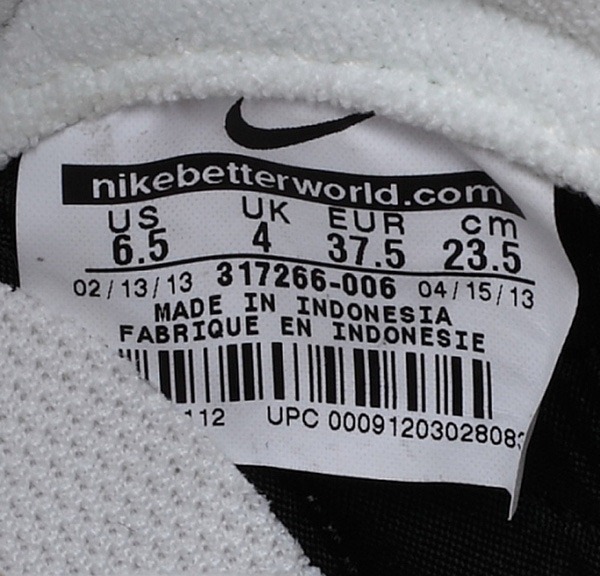 nikebetterworld.com
US UK EUR cm
6.5 4 37.5 23.5
02/13/13 317266-006 04/15/13
MADE IN INDONESIA
FABRIQUE EN INDONESIE
112 UPC 00091203028083